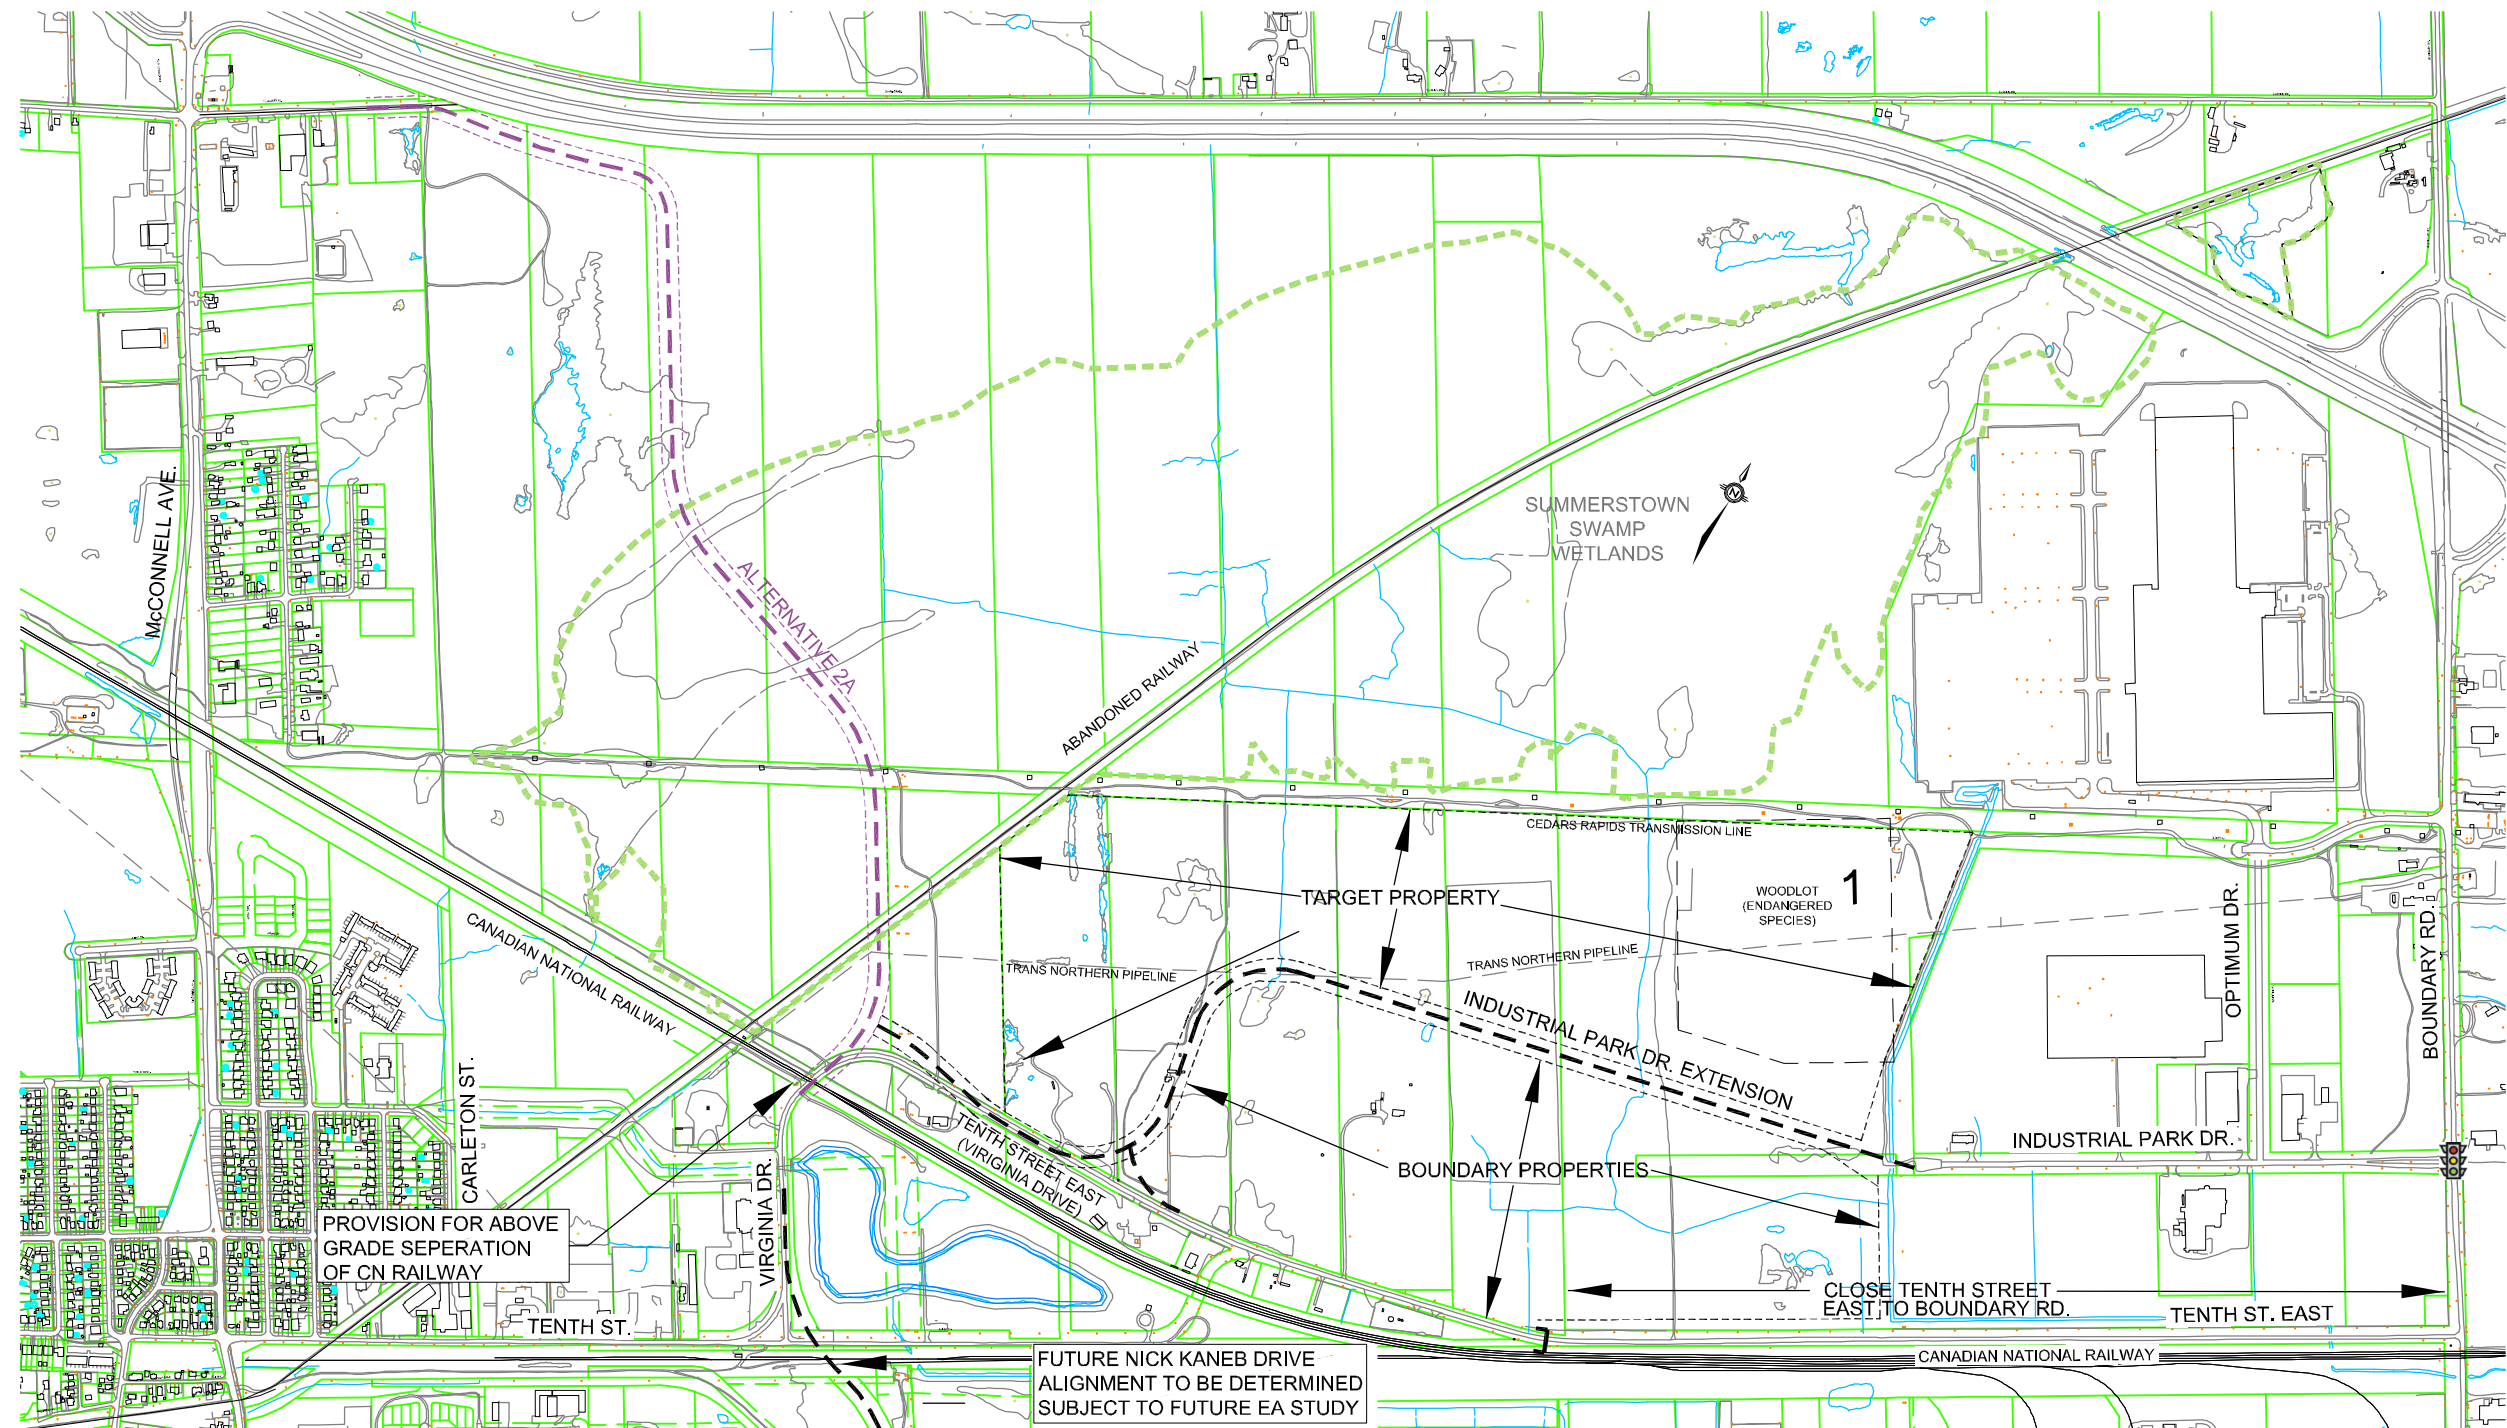 McCONNELL AVE.
ALTERNATIVE 2A
ABANDONED RAILWAY
SUMMERSTOWN
SWAMP
WETLANDS
N
CEDARS RAPIDS TRANSMISSION LINE
TARGET PROPERTY
WOODLOT
(ENDANGERED
SPECIES)
1
OPTIMUM DR.
BOUNDARY RD.
CANADIAN NATIONAL RAILWAY
TRANS NORTHERN PIPELINE
TRANS NORTHERN PIPELINE
INDUSTRIAL PARK DR. EXTENSION
CARLETON ST.
TENTH STREET EAST
(VIRIGINIA DRIVE)
INDUSTRIAL PARK DR.
BOUNDARY PROPERTIES
VIRGINIA DR.
PROVISION FOR ABOVE
GRADE SEPERATION
OF CN RAILWAY
TENTH ST.
CLOSE TENTH STREET
EAST TO BOUNDARY RD.
TENTH ST. EAST
CANADIAN NATIONAL RAILWAY
FUTURE NICK KANEB DRIVE
ALIGNMENT TO BE DETERMINED
SUBJECT TO FUTURE EA STUDY